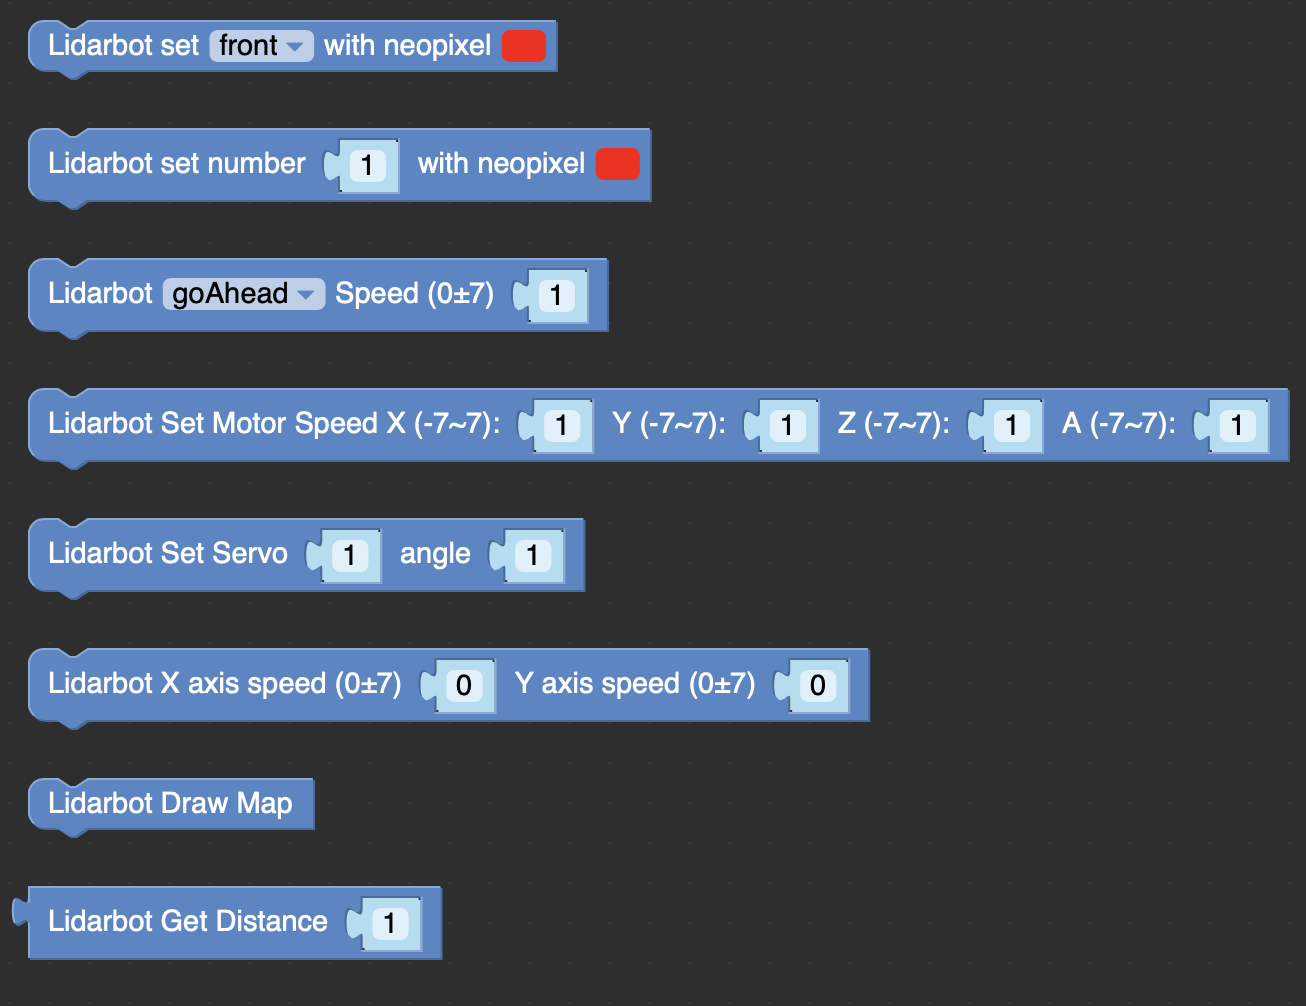 Lidarbot set front with neopixel
Lidarbot set number 1 with neopixel
Lidarbot goAhead Speed (0±7) 1
Lidarbot Set Motor Speed X (-7~7): 1 Y (-7~7): 1 Z (-7~7): 1 A (-7~7): 1
Lidarbot Set Servo 1 angle 1
Lidarbot X axis speed (0±7) 0 Y axis speed (0±7) 0
Lidarbot Draw Map
Lidarbot Get Distance 1